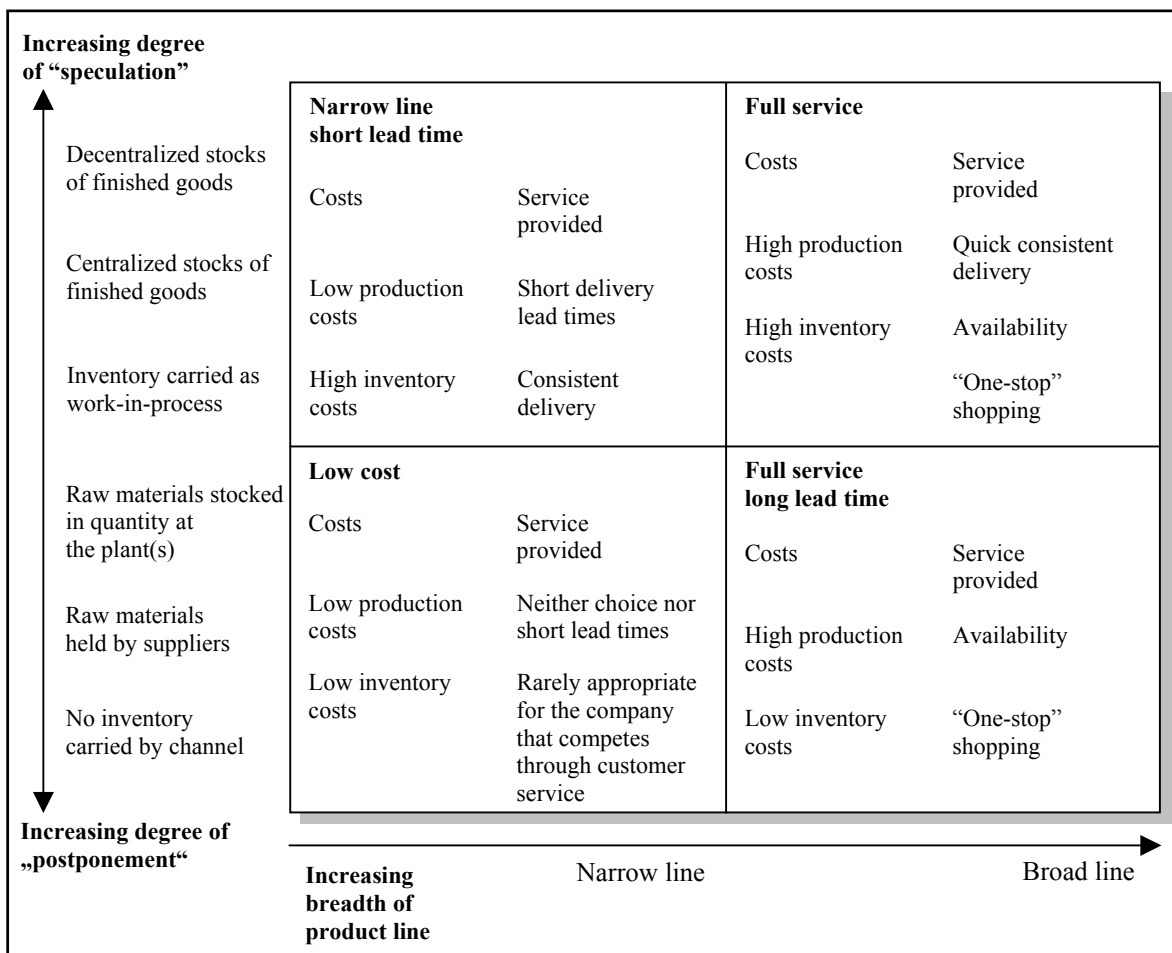 Increasing degree
of “speculation”
Decentralized stocks
of finished goods
Centralized stocks of
finished goods
Inventory carried as
work-in-process
Raw materials stocked
in quantity at
the plant(s)
Raw materials
held by suppliers
No inventory
carried by channel
Increasing degree of
„postponement“
Narrow line
short lead time
Costs
Service
provided
Low production
costs
Short delivery
lead times
High inventory
costs
Consistent
delivery
Full service
Costs
Service
provided
High production
costs
Quick consistent
delivery
High inventory
costs
Availability
“One-stop”
shopping
Low cost
Costs
Service
provided
Low production
costs
Neither choice nor
short lead times
Low inventory
costs
Rarely appropriate
for the company
that competes
through customer
service
Full service
long lead time
Costs
Service
provided
High production
costs
Availability
Low inventory
costs
“One-stop”
shopping
Increasing
breadth of
product line
Narrow line
Broad line